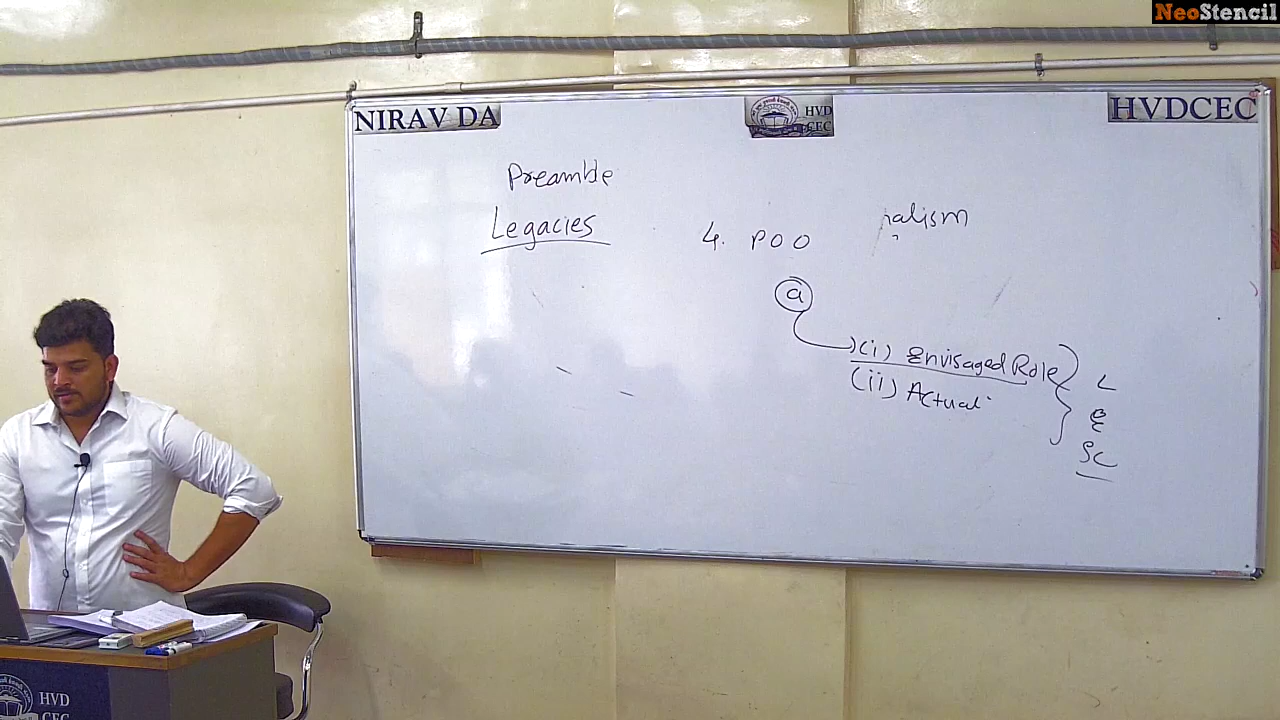 NeoStencil
NIRAV DA
HVD
CEC
HVDCEC
Preamble
Legacies
4. POO
alism
a
(i) Envisaged Role
(ii) Actual
L
E
SC
HVD
CEC